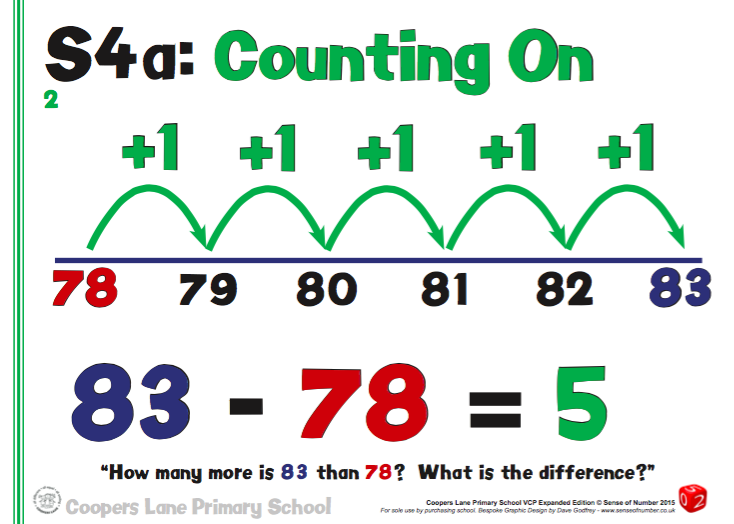 S4a: Counting On
2
+1 +1 +1 +1 +1
78 79 80 81 82 83
83 - 78 = 5
“How many more is 83 than 78? What is the difference?”
Coopers Lane Primary School
Coopers Lane Primary School VCP Expanded Edition © Sense of Number 2015
For sole use by purchasing school. Bespoke Graphic Design by Dave Godfrey - www.senseofnumber.co.uk